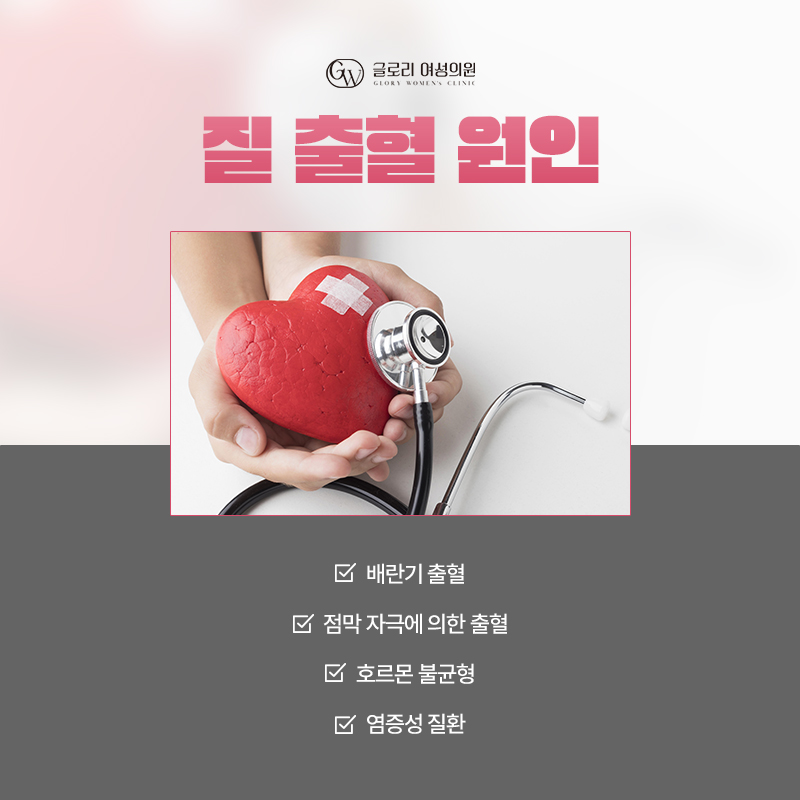 GW 글로리 여성의원
GLORY WOMEN's CLINIC
질 출혈 원인
배란기 출혈
점막 자극에 의한 출혈
호르몬 불균형
염증성 질환